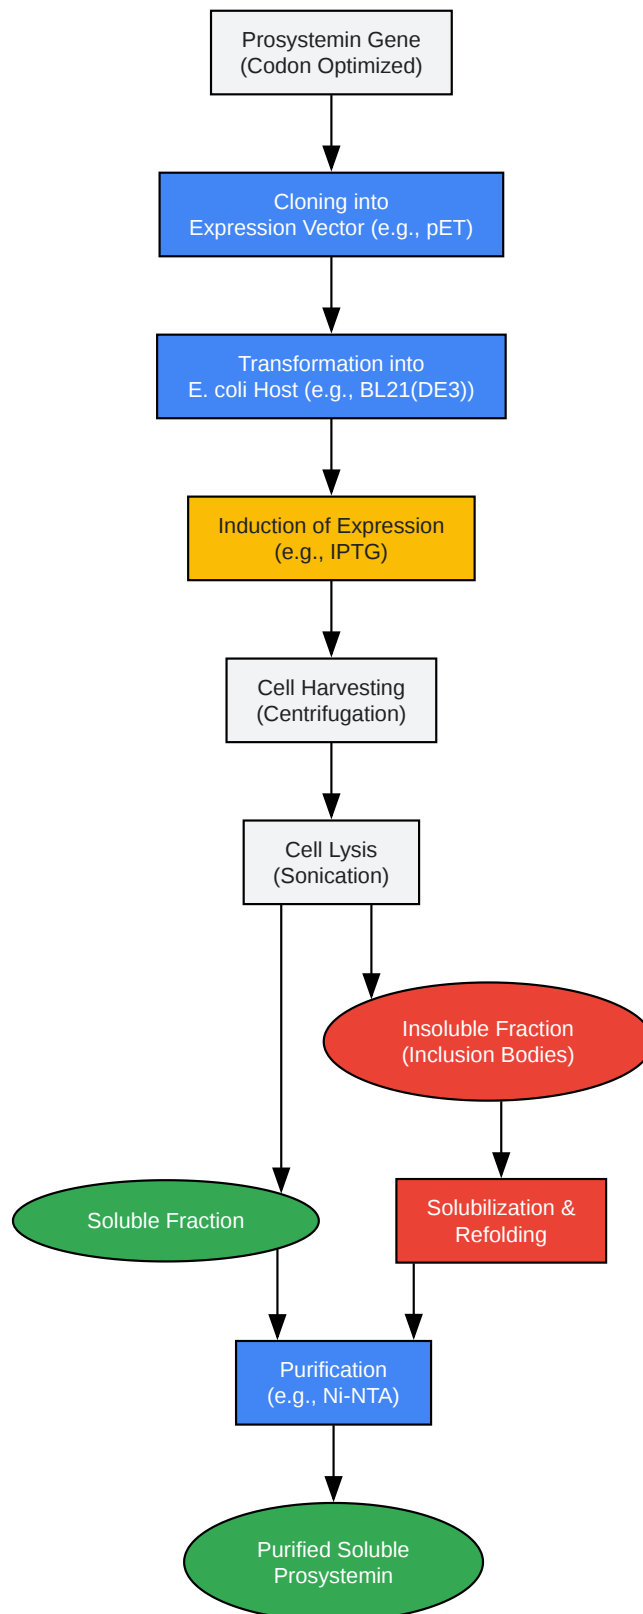 Prosystemin Gene
(Codon Optimized)
Cloning into
Expression Vector (e.g., pET)
Transformation into
E. coli Host (e.g., BL21(DE3))
Induction of Expression
(e.g., IPTG)
Cell Harvesting
(Centrifugation)
Cell Lysis
(Sonication)
Insoluble Fraction
(Inclusion Bodies)
Soluble Fraction
Solubilization &
Refolding
Purification
(e.g., Ni-NTA)
Purified Soluble
Prosystemin